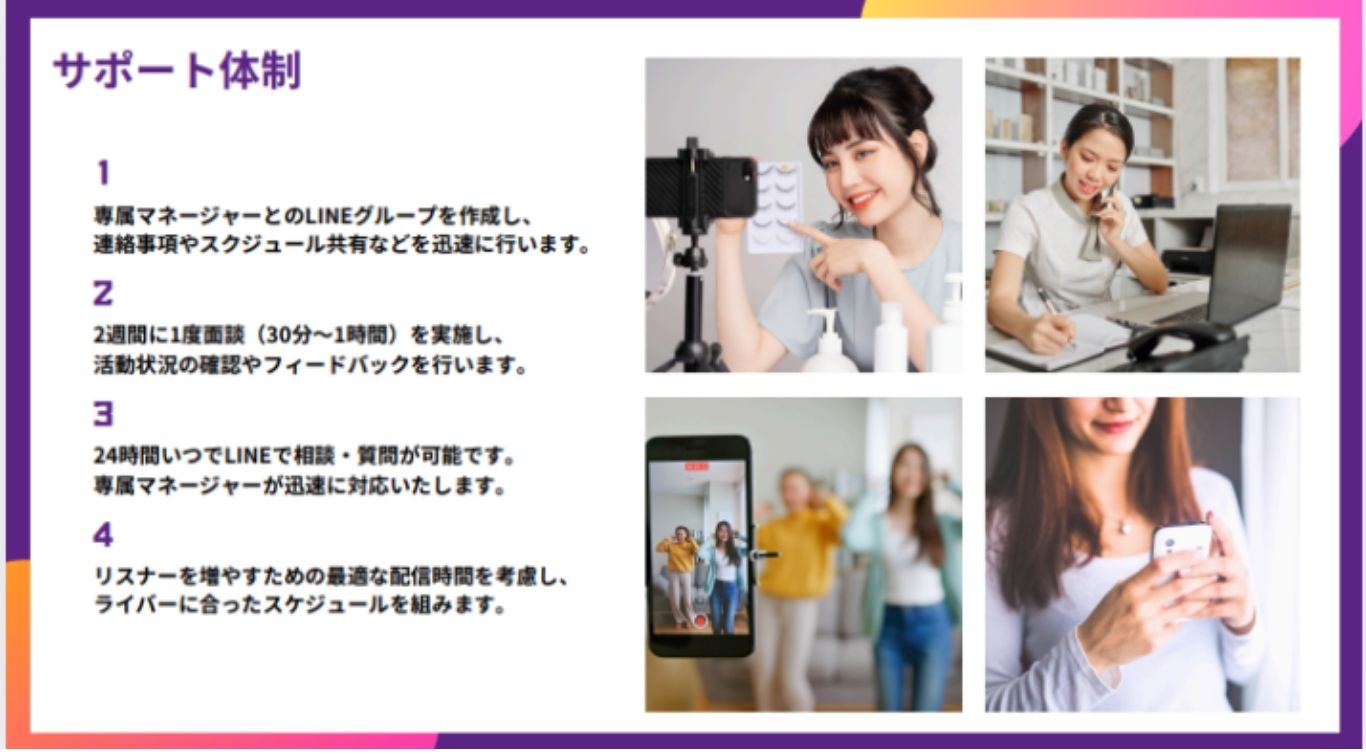 サポート体制
1
専属マネージャーとのLINEグループを作成し、
連絡事項やスクジュール共有などを迅速に行います。
2
2週間に1度面談（30分〜1時間）を実施し、
活動状況の確認やフィードバックを行います。
3
24時間いつでLINEで相談・質問が可能です。
専属マネージャーが迅速に対応いたします。
4
リスナーを増やすための最適な配信時間を考慮し、
ライバーに合ったスケジュールを組みます。